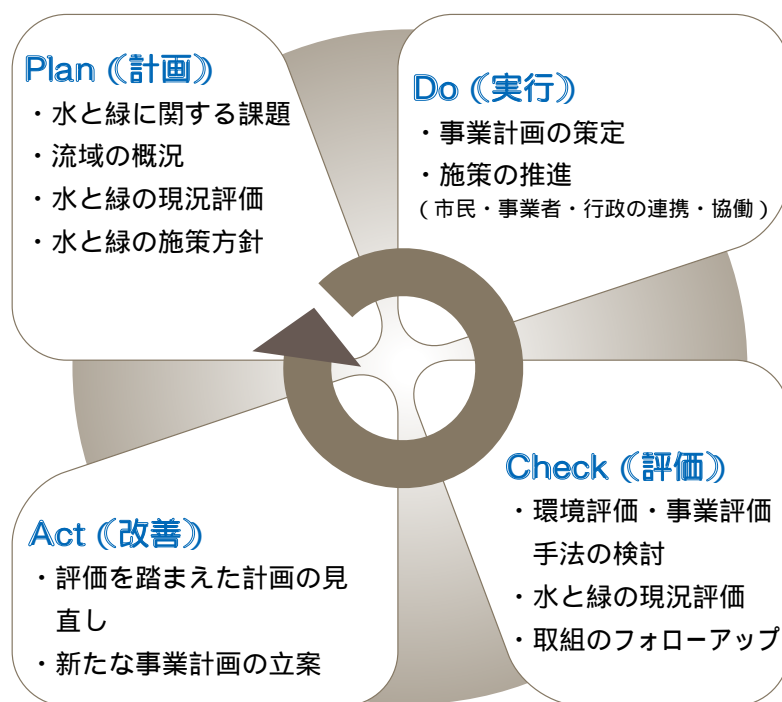 Plan（計画）
・水と緑に関する課題
・流域の概況
・水と緑の現況評価
・水と緑の施策方針
Do（実行）
・事業計画の策定
・施策の推進
（市民・事業者・行政の連携・協働）
Check（評価）
・環境評価・事業評価
手法の検討
・水と緑の現況評価
・取組のフォローアップ
Act（改善）
・評価を踏まえた計画の見
直し
・新たな事業計画の立案